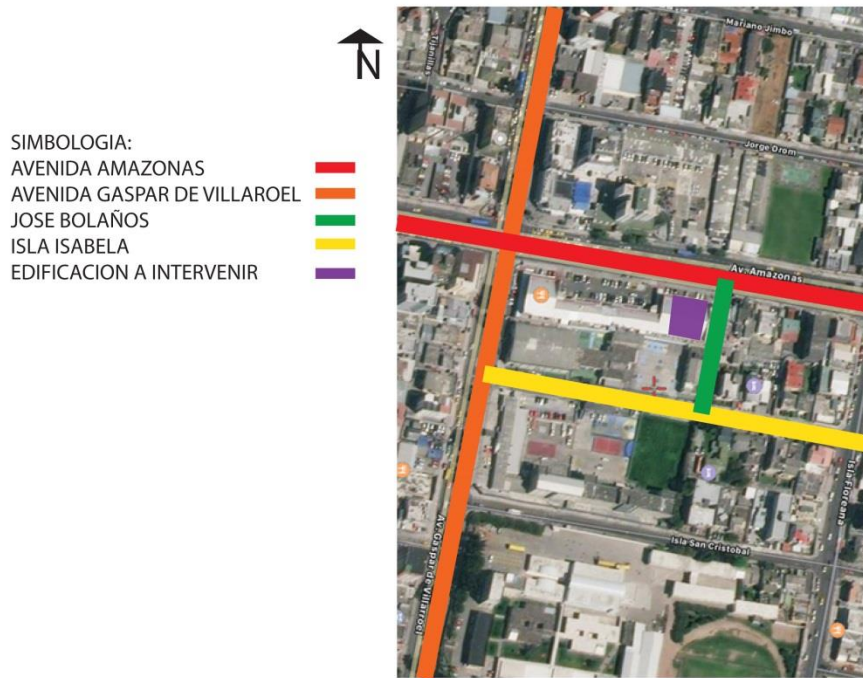 N
SIMBOLOGIA:
AVENIDA AMAZONAS
AVENIDA GASPAR DE VILLAROEL
JOSE BOLAÑOS
ISLA ISABELA
EDIFICACION A INTERVENIR
Mariano Jimbo
Tijanillas
Jorge Drom
Av. Amazonas
Isla Floreana
Isla San Cristobal
Av. Gaspar de Villarroel